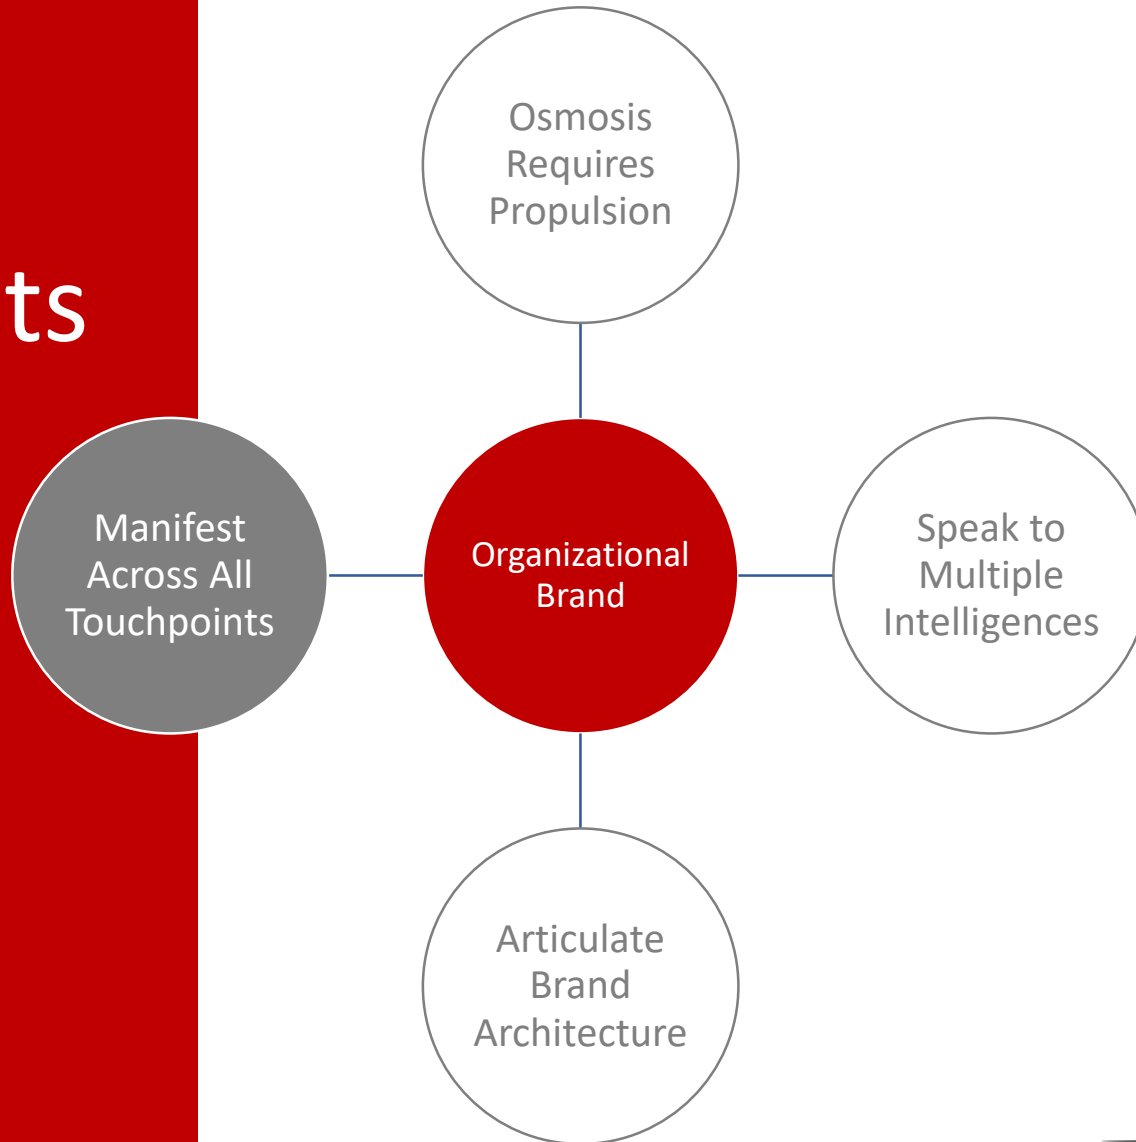 Osmosis
Requires
Propulsion
ts
Manifest
Across All
Touchpoints
Organizational
Brand
Speak to
Multiple
Intelligences
Articulate
Brand
Architecture